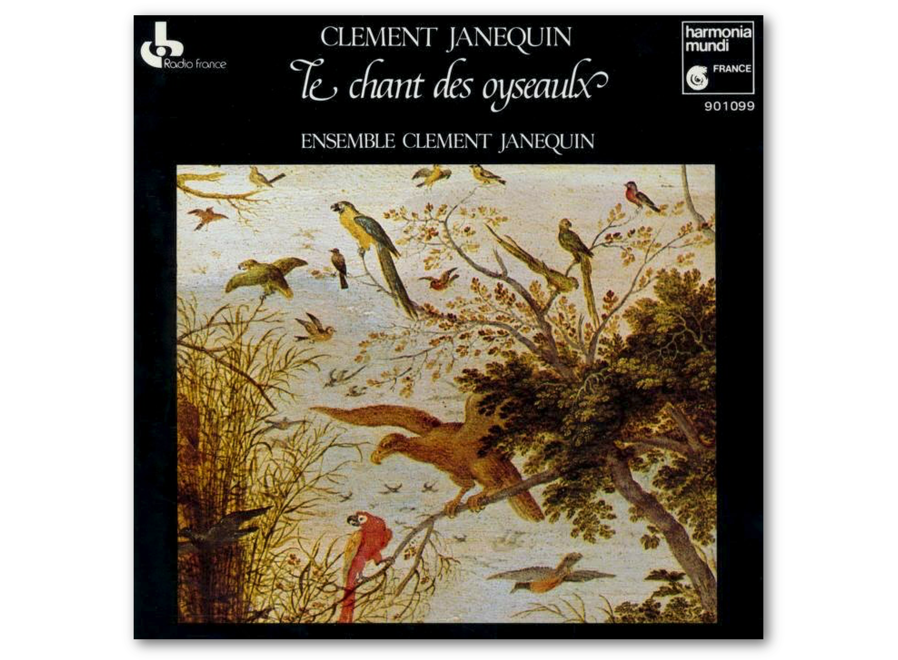 Radio france
CLEMENT JANEQUIN
le chant des oyseaulx
ENSEMBLE CLEMENT JANEQUIN
harmonia
mundi
FRANCE
901099